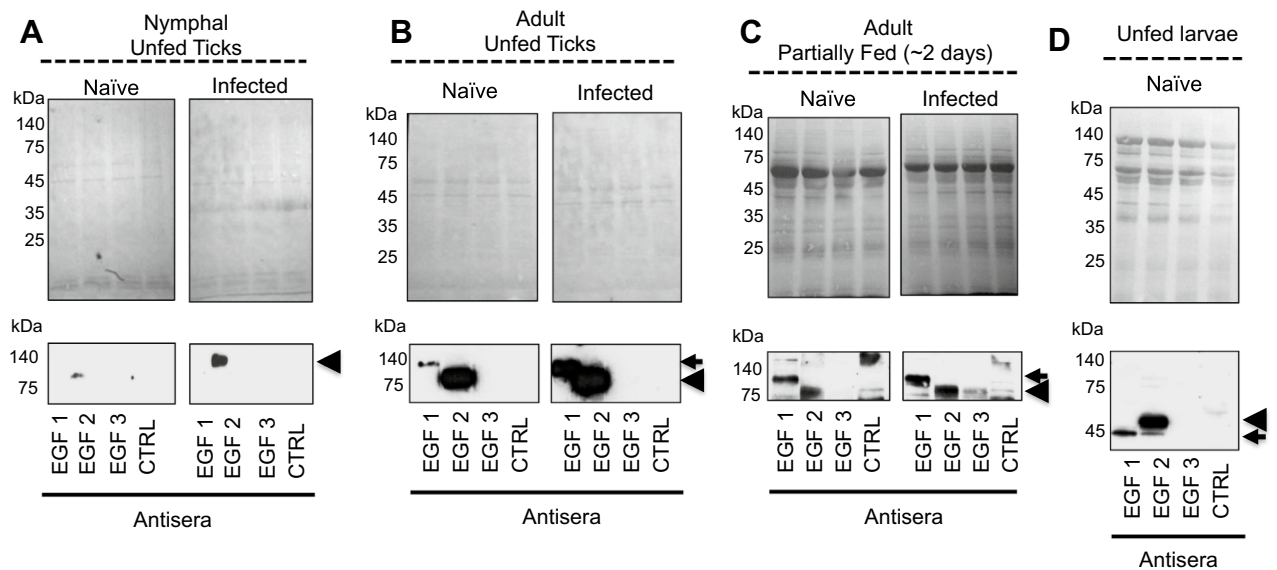 A
Nymphal
Unfed Ticks
Naïve
Infected
kDa
140
75
45
35
25
kDa
140
75
EGF 1
EGF 2
EGF 3
CTRL
EGF 1
EGF 2
EGF 3
CTRL
Antisera
B
Adult
Unfed Ticks
Naïve
Infected
kDa
140
75
45
35
25
kDa
140
75
EGF 1
EGF 2
EGF 3
CTRL
EGF 1
EGF 2
EGF 3
CTRL
Antisera
C
Adult
Partially Fed (~2 days)
Naïve
Infected
kDa
140
75
45
35
25
kDa
140
75
EGF 1
EGF 2
EGF 3
CTRL
EGF 1
EGF 2
EGF 3
CTRL
Antisera
D
Unfed larvae
Naïve
kDa
140
75
45
35
25
kDa
140
75
45
EGF 1
EGF 2
EGF 3
CTRL
Antisera